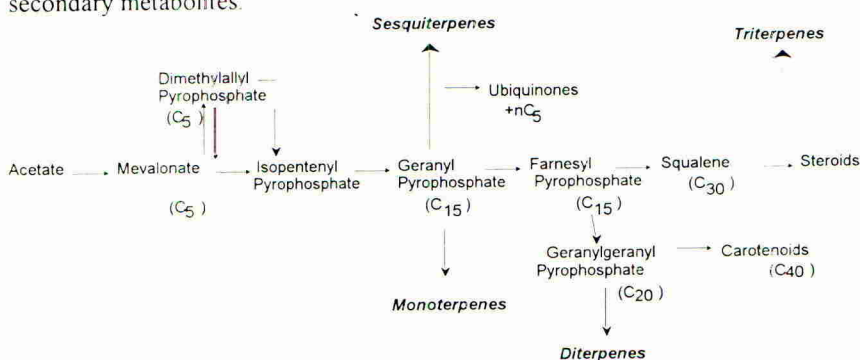 secondary metabolites.
Sesquiterpenes
Triterpenes
Dimethylallyl
Pyrophosphate
(C5)
Ubiquinones
+nC5
Acetate
Mevalonate
(C5)
Isopentenyl
Pyrophosphate
Geranyl
Pyrophosphate
(C15)
Farnesyl
Pyrophosphate
(C15)
Squalene
(C30)
Steroids
Geranylgeranyl
Pyrophosphate
(C20)
Carotenoids
(C40)
Monoterpenes
Diterpenes